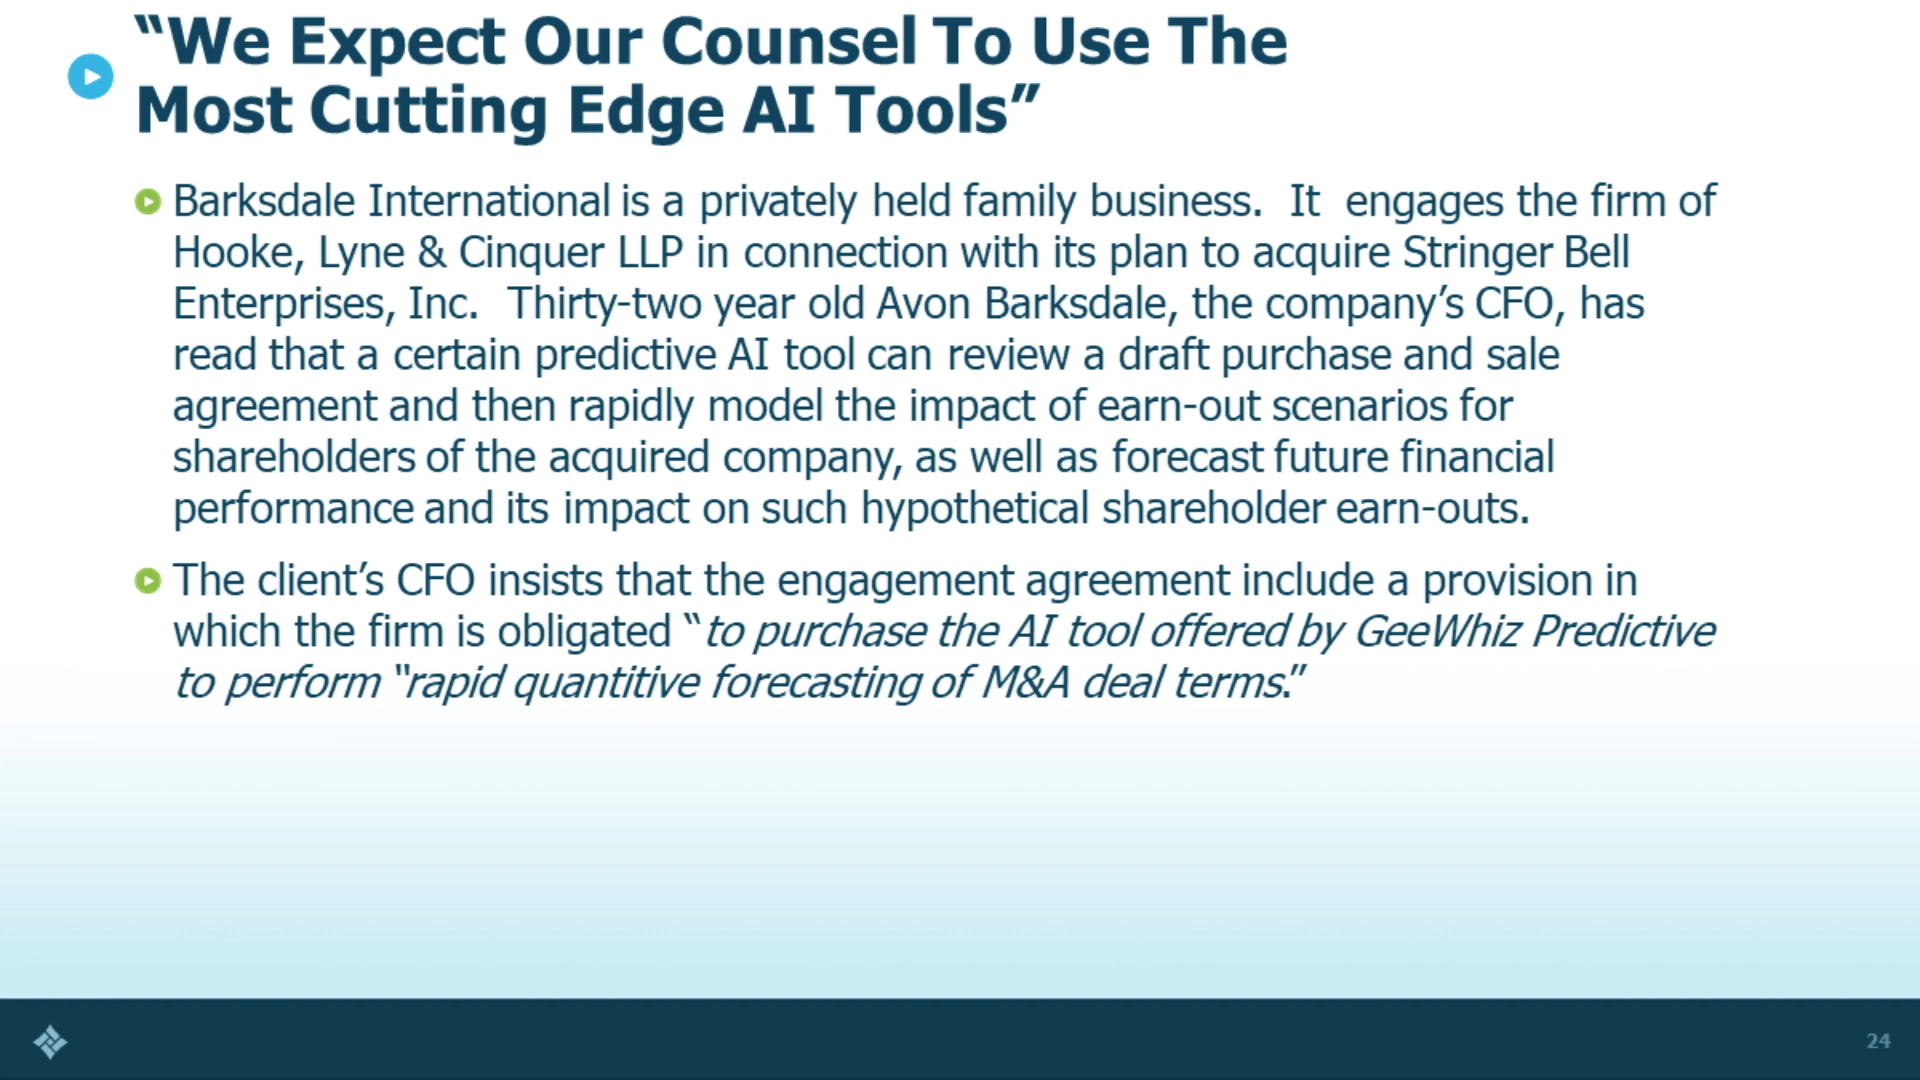 “We Expect Our Counsel To Use The
Most Cutting Edge AI Tools”
Barksdale International is a privately held family business.  It  engages the firm of
Hooke, Lyne & Cinquer LLP in connection with its plan to acquire Stringer Bell
Enterprises, Inc.  Thirty-two year old Avon Barksdale, the company’s CFO, has
read that a certain predictive AI tool can review a draft purchase and sale
agreement and then rapidly model the impact of earn-out scenarios for
shareholders of the acquired company, as well as forecast future financial
performance and its impact on such hypothetical shareholder earn-outs.
The client’s CFO insists that the engagement agreement include a provision in
which the firm is obligated “to purchase the AI tool offered by GeeWhiz Predictive
to perform “rapid quantitive forecasting of M&A deal terms.”
24